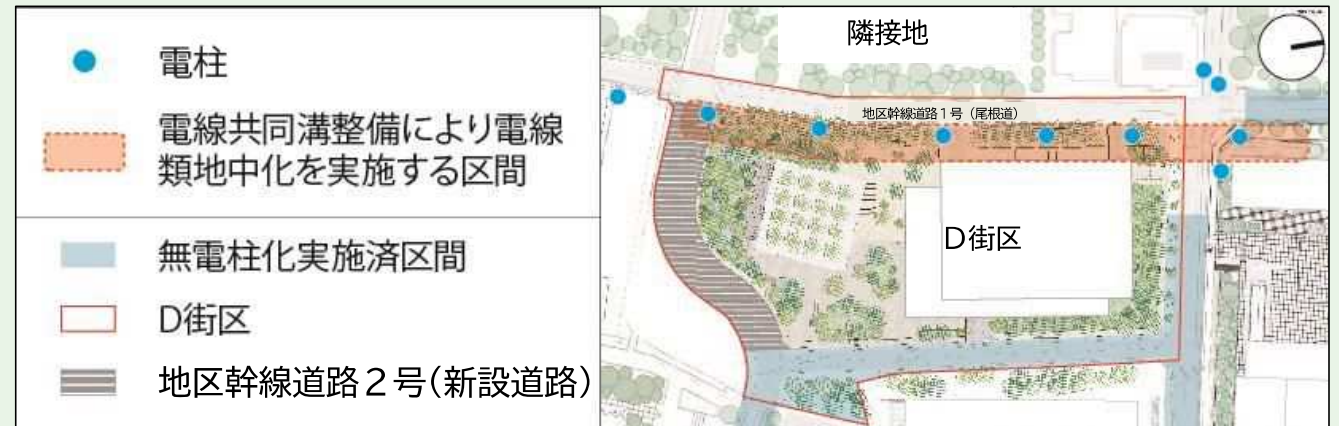 電柱
電線共同溝整備により電線
類地中化を実施する区間
無電柱化実施済区間
D街区
地区幹線道路２号(新設道路)
隣接地
地区幹線道路１号（尾根道）
D街区